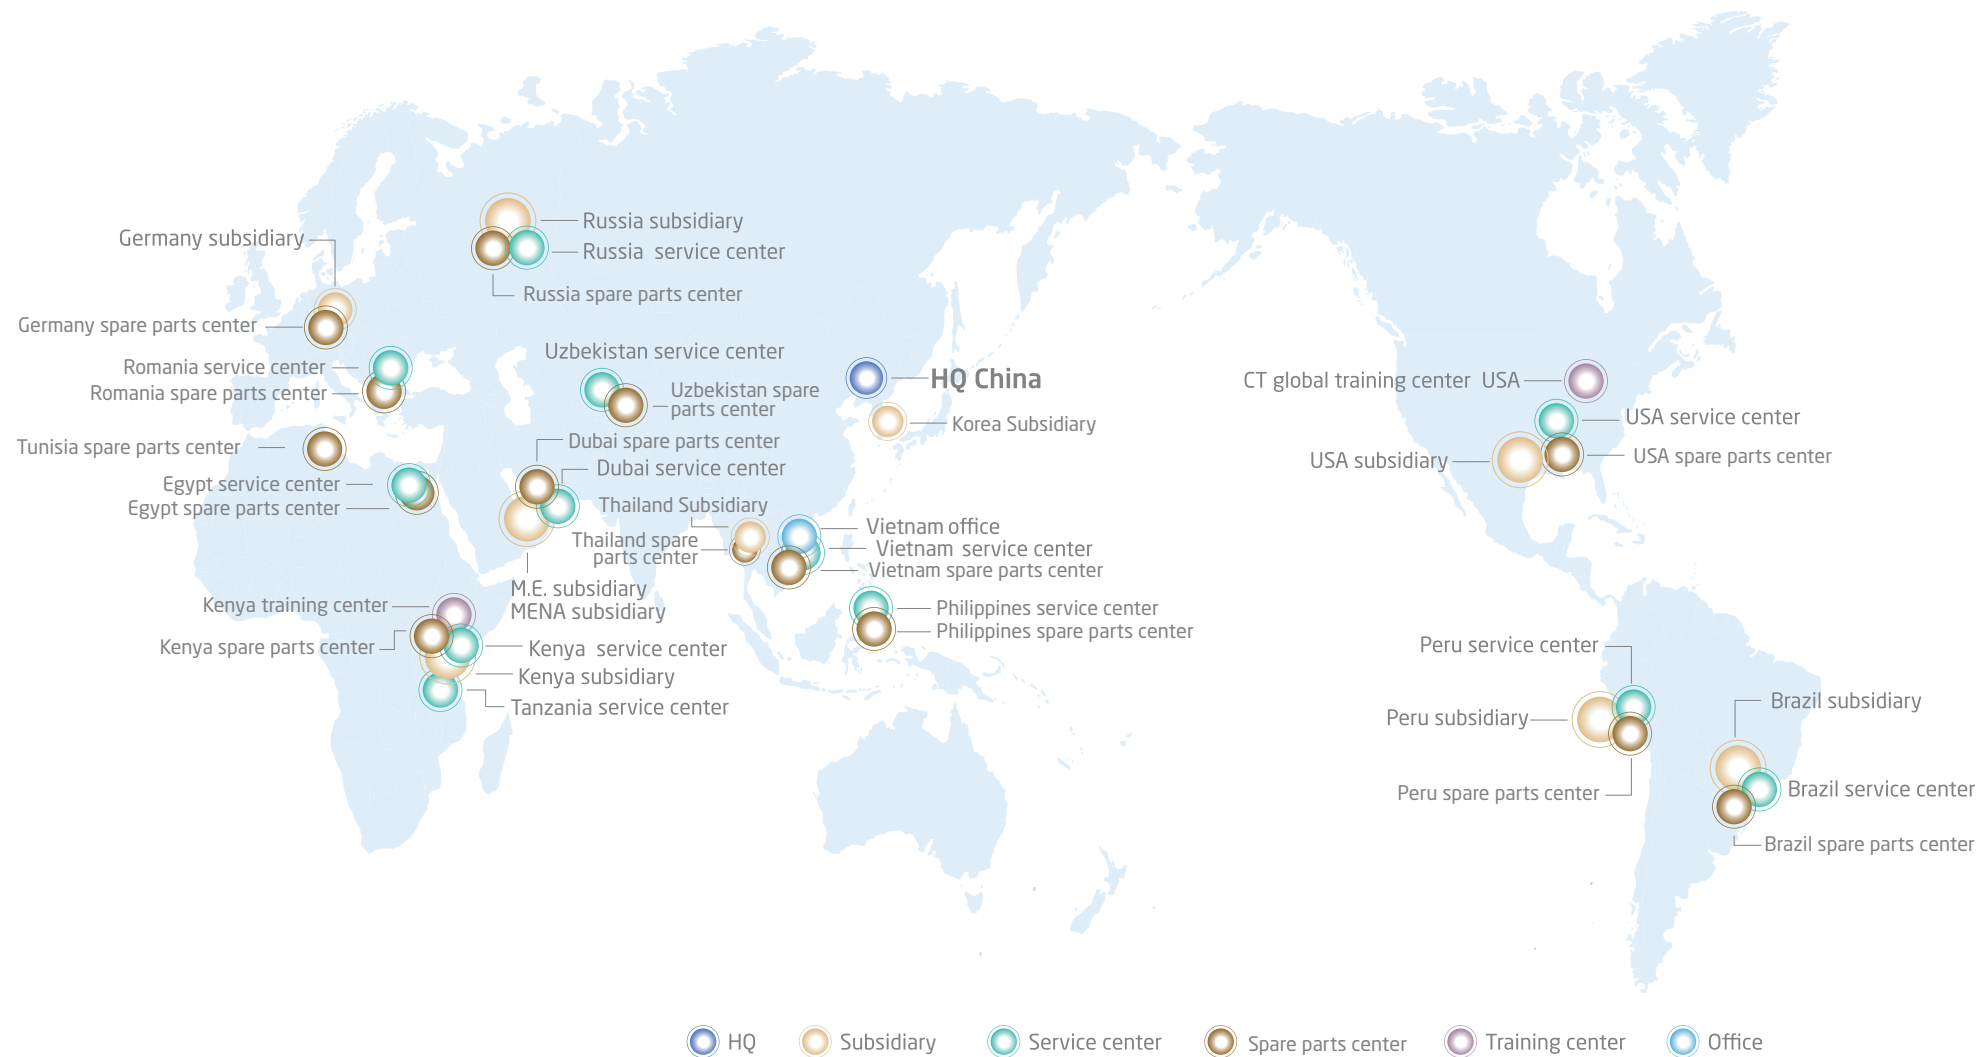 Russia subsidiary
Germany subsidiary
Russia  service center
Russia spare parts center
Germany spare parts center
Uzbekistan service center
Romania service center
Romania spare parts center
Uzbekistan spare
parts center
HQ China
Korea Subsidiary
Tunisia spare parts center
Dubai spare parts center
Dubai service center
Egypt service center
Egypt spare parts center
Thailand Subsidiary
Thailand spare
parts center
Vietnam office
Vietnam  service center
Vietnam spare parts center
M.E. subsidiary
MENA subsidiary
Kenya training center
Kenya spare parts center
Kenya  service center
Kenya subsidiary
Tanzania service center
Philippines service center
Philippines spare parts center
CT global training center  USA
USA service center
USA subsidiary
USA spare parts center
Peru service center
Peru subsidiary
Peru spare parts center
Brazil subsidiary
Brazil service center
Brazil spare parts center
HQ
Subsidiary
Service center
Spare parts center
Training center
Office